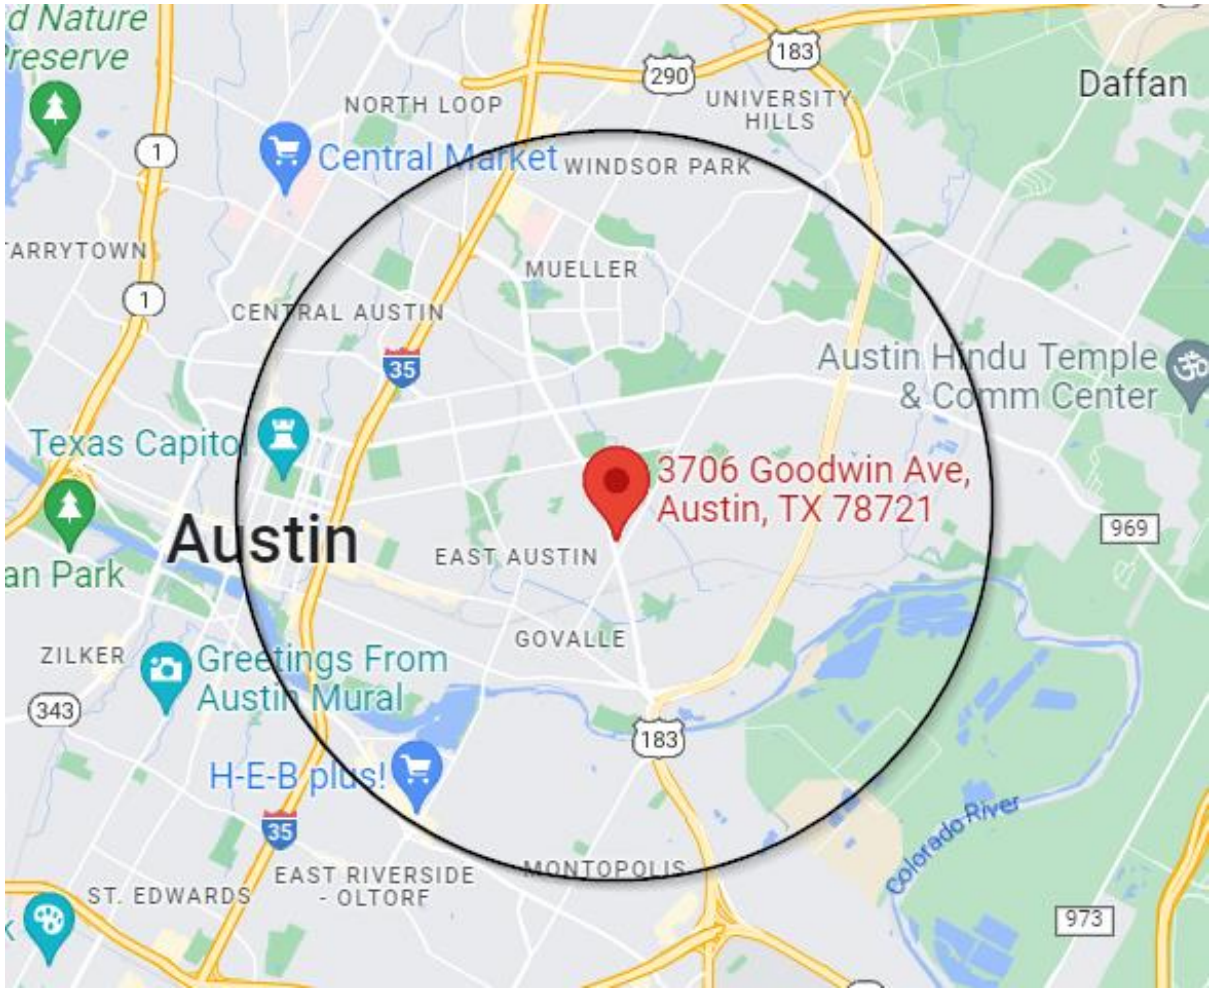 d Nature
Preserve
183
290
Daffan
NORTH LOOP
UNIVERSITY
HILLS
1
Central Market
WINDSOR PARK
TARRYTOWN
MUELLER
1
CENTRAL AUSTIN
35
Austin Hindu Temple
& Comm Center
Texas Capitol
3706 Goodwin Ave,
Austin, TX 78721
969
Austin
EAST AUSTIN
an Park
GOVALLE
ZILKER
Greetings From
Austin Mural
343
183
H-E-B plus!
35
Colorado River
MONTOPOLIS
EAST RIVERSIDE
- OLTORF
ST. EDWARDS
973
k